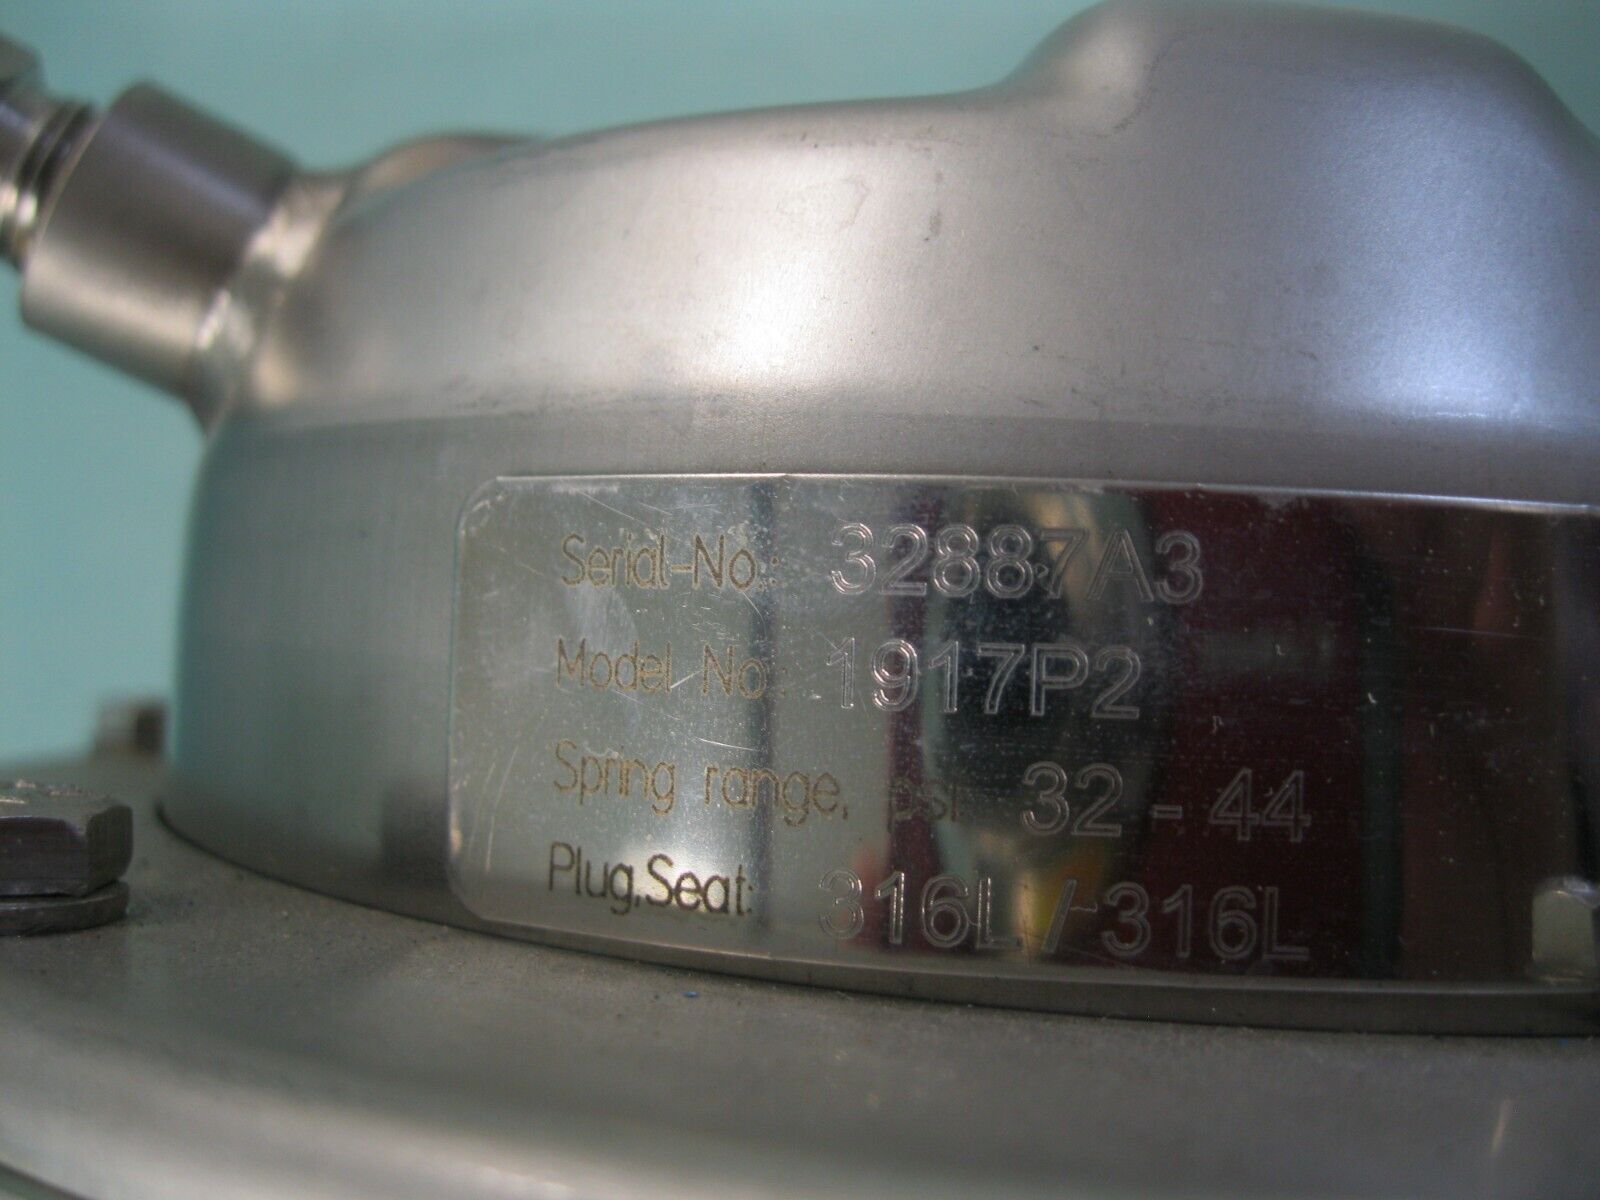 Serial-No.: 32887A3
Model No.: 1917P2
Spring range, psi: 32 - 44
Plug,Seat: 316L / 316L